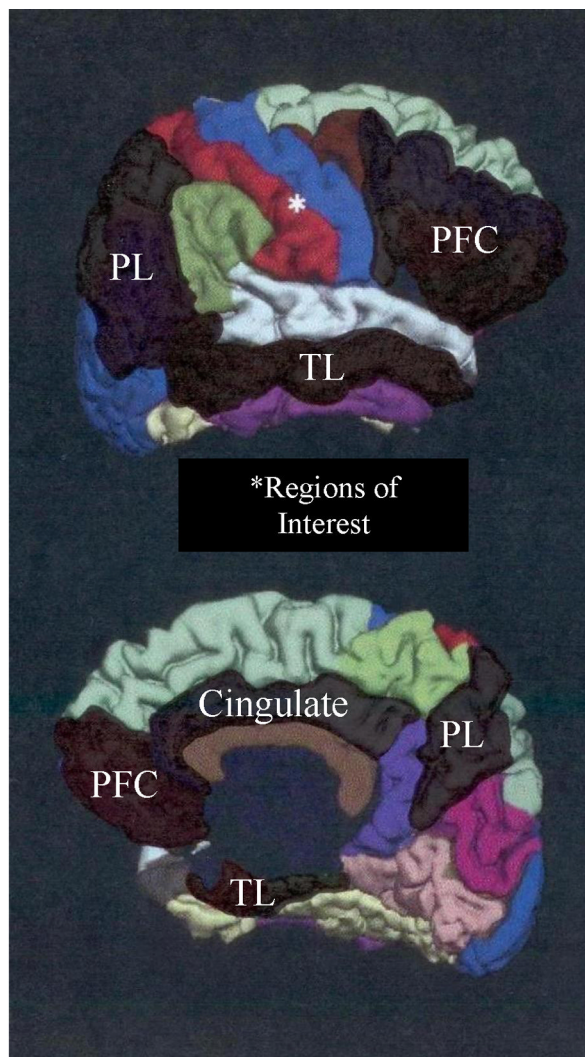 *
PFC
PL
TL
*Regions of
Interest
Cingulate
PL
PFC
TL